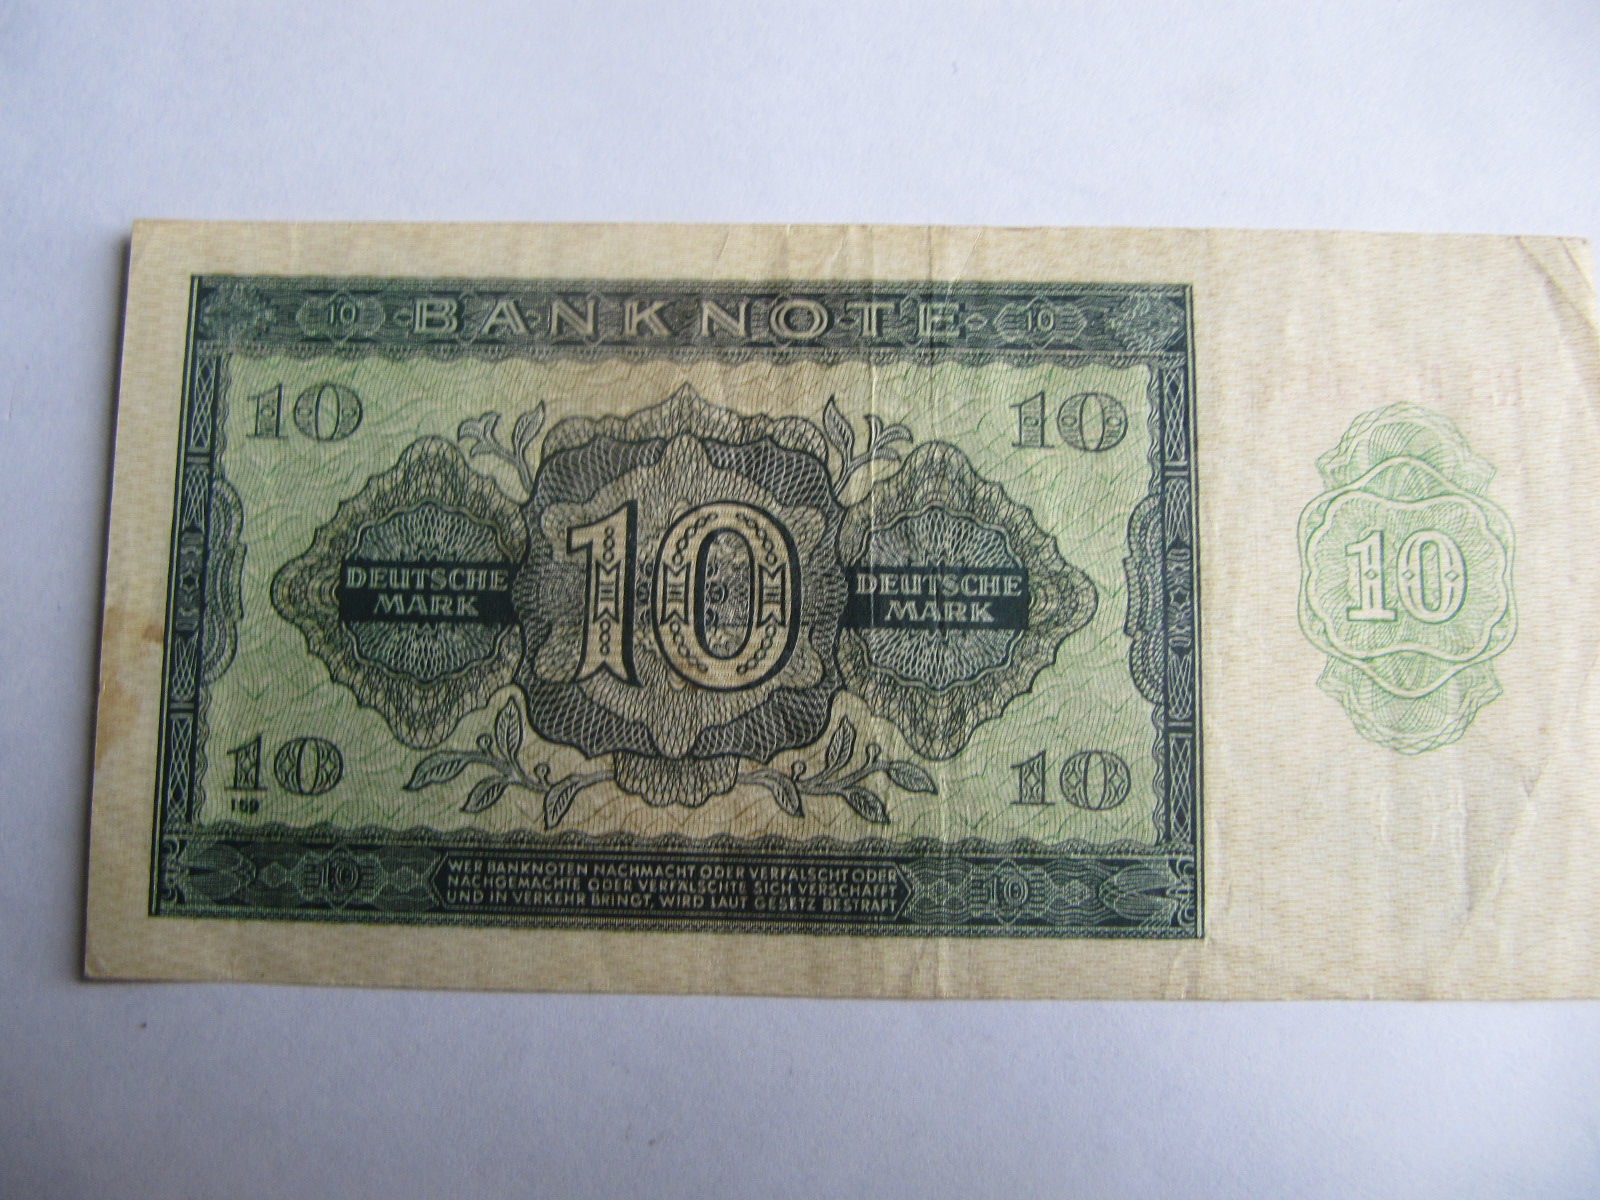 10 BANKNOTE 10
10 10
DEUTSCHE
MARK
10
DEUTSCHE
MARK
10
10 10
159
10 10
WER BANKNOTEN NACHMACHT ODER VERFÄLSCHT ODER
NACHGEMACHTE ODER VERFÄLSCHTE SICH VERSCHAFFT
UND IN VERKEHR BRINGT, WIRD LAUT GESETZ BESTRAFT